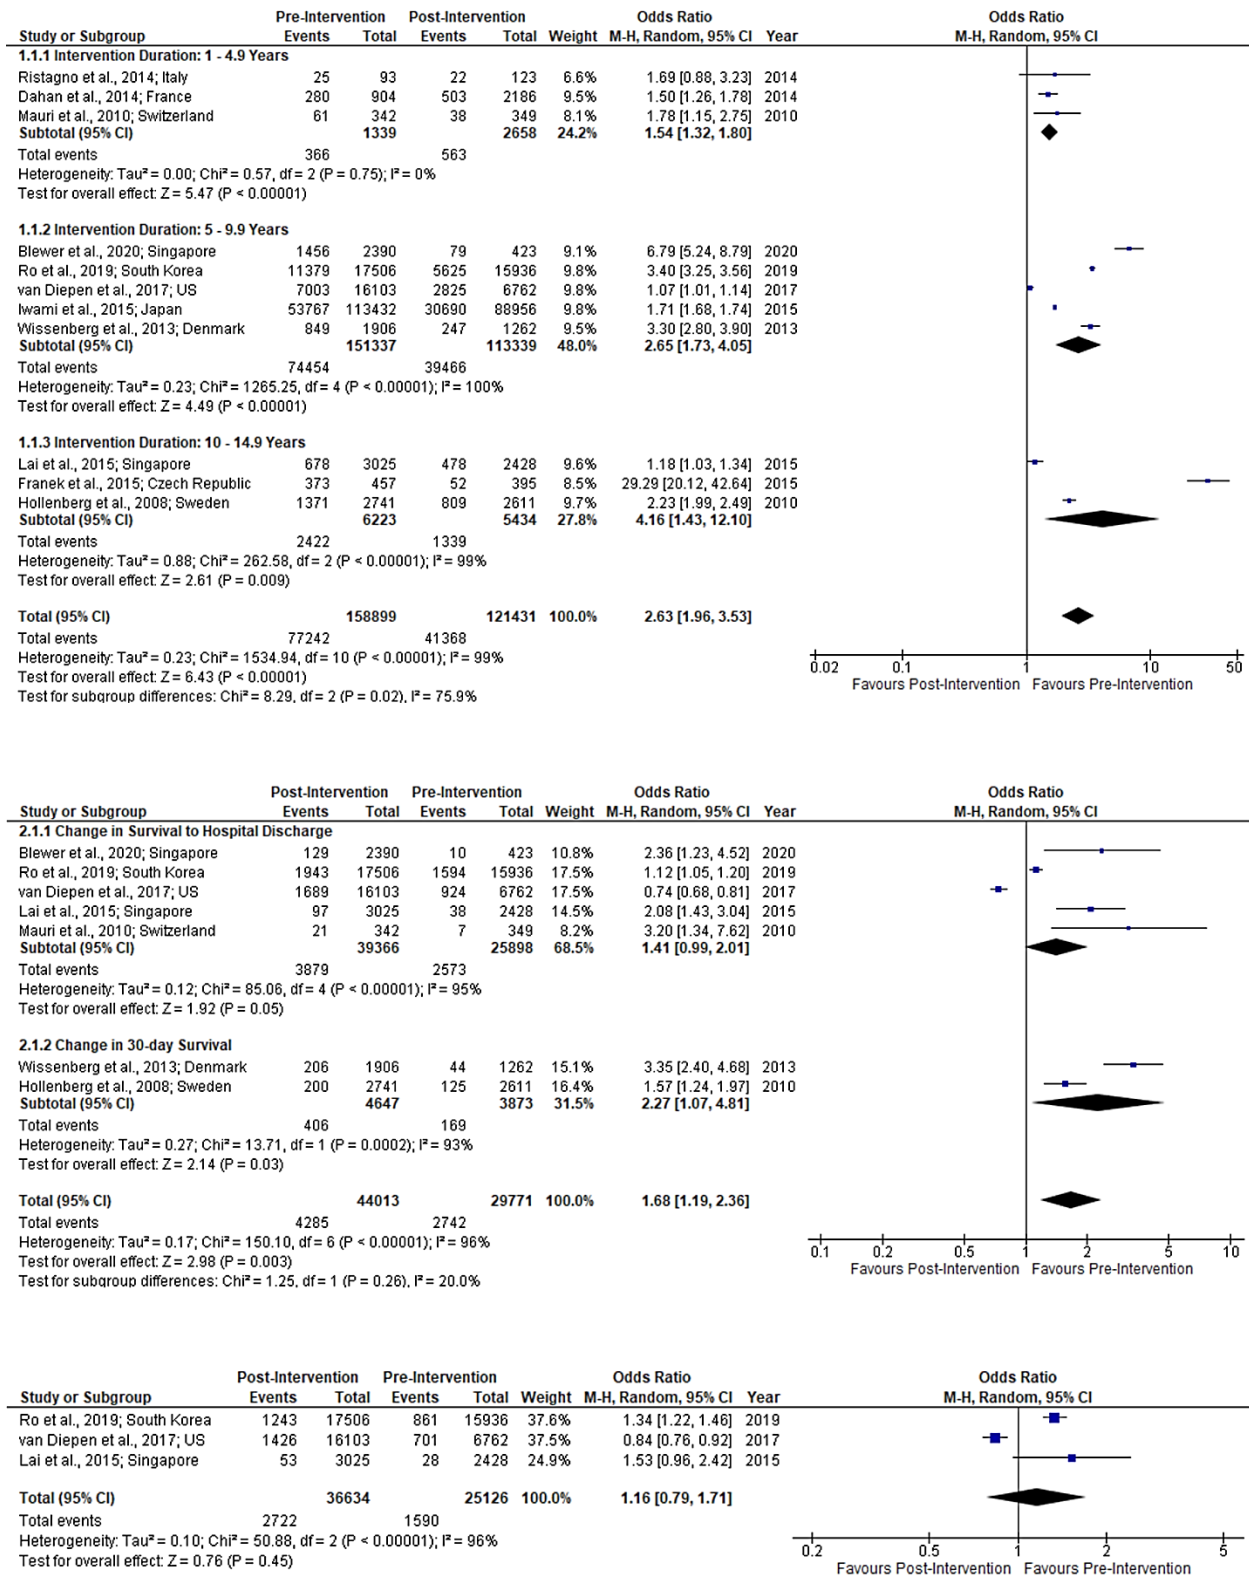 Pre-Intervention Post-Intervention Odds Ratio Odds Ratio
Study or Subgroup Events Total Events Total Weight M-H, Random, 95% CI Year M-H, Random, 95% CI
1.1.1 Intervention Duration: 1 - 4.9 Years
Ristagno et al., 2014; Italy 25 93 22 123 6.6% 1.69 [0.88, 3.23] 2014
Dahan et al., 2014; France 280 904 503 2186 9.5% 1.50 [1.26, 1.78] 2014
Mauri et al., 2010; Switzerland 61 342 38 349 8.1% 1.78 [1.15, 2.75] 2010
Subtotal (95% CI) 1339 2658 24.2% 1.54 [1.32, 1.80]
Total events 366 563
Heterogeneity: Tau² = 0.00; Chi² = 0.57, df = 2 (P = 0.75); I² = 0%
Test for overall effect: Z = 5.47 (P < 0.00001)
1.1.2 Intervention Duration: 5 - 9.9 Years
Blewer et al., 2020; Singapore 1456 2390 79 423 9.1% 6.79 [5.24, 8.79] 2020
Ro et al., 2019; South Korea 11379 17506 5625 15936 9.8% 3.40 [3.25, 3.56] 2019
van Diepen et al., 2017; US 7003 16103 2825 6762 9.8% 1.07 [1.01, 1.14] 2017
Iwami et al., 2015; Japan 53767 113432 30690 88956 9.8% 1.71 [1.68, 1.74] 2015
Wissenberg et al., 2013; Denmark 849 1906 247 1262 9.5% 3.30 [2.80, 3.90] 2013
Subtotal (95% CI) 151337 113339 48.0% 2.65 [1.73, 4.05]
Total events 74454 39466
Heterogeneity: Tau² = 0.23; Chi² = 1265.25, df = 4 (P < 0.00001); I² = 100%
Test for overall effect: Z = 4.49 (P < 0.00001)
1.1.3 Intervention Duration: 10 - 14.9 Years
Lai et al., 2015; Singapore 678 3025 478 2428 9.6% 1.18 [1.03, 1.34] 2015
Franek et al., 2015; Czech Republic 373 457 52 395 8.5% 29.29 [20.12, 42.64] 2015
Hollenberg et al., 2008; Sweden 1371 2741 809 2611 9.7% 2.23 [1.99, 2.49] 2010
Subtotal (95% CI) 6223 5434 27.8% 4.16 [1.43, 12.10]
Total events 2422 1339
Heterogeneity: Tau² = 0.88; Chi² = 262.58, df = 2 (P < 0.00001); I² = 99%
Test for overall effect: Z = 2.61 (P = 0.009)
Total (95% CI) 158899 121431 100.0% 2.63 [1.96, 3.53]
Total events 77242 41368
Heterogeneity: Tau² = 0.23; Chi² = 1534.94, df = 10 (P < 0.00001); I² = 99%
Test for overall effect: Z = 6.43 (P < 0.00001)
Test for subgroup differences: Chi² = 8.29, df = 2 (P = 0.02), I² = 75.9%
0.02 0.1 1 10 50
Favours Post-Intervention Favours Pre-Intervention
Post-Intervention Pre-Intervention Odds Ratio Odds Ratio
Study or Subgroup Events Total Events Total Weight M-H, Random, 95% CI Year M-H, Random, 95% CI
2.1.1 Change in Survival to Hospital Discharge
Blewer et al., 2020; Singapore 129 2390 10 423 10.8% 2.36 [1.23, 4.52] 2020
Ro et al., 2019; South Korea 1943 17506 1594 15936 17.5% 1.12 [1.05, 1.20] 2019
van Diepen et al., 2017; US 1689 16103 924 6762 17.5% 0.74 [0.68, 0.81] 2017
Lai et al., 2015; Singapore 97 3025 38 2428 14.5% 2.08 [1.43, 3.04] 2015
Mauri et al., 2010; Switzerland 21 342 7 349 8.2% 3.20 [1.34, 7.62] 2010
Subtotal (95% CI) 39366 25898 68.5% 1.41 [0.99, 2.01]
Total events 3879 2573
Heterogeneity: Tau² = 0.12; Chi² = 85.06, df = 4 (P < 0.00001); I² = 95%
Test for overall effect: Z = 1.92 (P = 0.05)
2.1.2 Change in 30-day Survival
Wissenberg et al., 2013; Denmark 206 1906 44 1262 15.1% 3.35 [2.40, 4.68] 2013
Hollenberg et al., 2008; Sweden 200 2741 125 2611 16.4% 1.57 [1.24, 1.97] 2010
Subtotal (95% CI) 4647 3873 31.5% 2.27 [1.07, 4.81]
Total events 406 169
Heterogeneity: Tau² = 0.27; Chi² = 13.71, df = 1 (P = 0.0002); I² = 93%
Test for overall effect: Z = 2.14 (P = 0.03)
Total (95% CI) 44013 29771 100.0% 1.68 [1.19, 2.36]
Total events 4285 2742
Heterogeneity: Tau² = 0.17; Chi² = 150.10, df = 6 (P < 0.00001); I² = 96%
Test for overall effect: Z = 2.98 (P = 0.003)
Test for subgroup differences: Chi² = 1.25, df = 1 (P = 0.26), I² = 20.0%
0.1 0.2 0.5 1 2 5 10
Favours Post-Intervention Favours Pre-Intervention
Post-Intervention Pre-Intervention Odds Ratio Odds Ratio
Study or Subgroup Events Total Events Total Weight M-H, Random, 95% CI Year M-H, Random, 95% CI
Ro et al., 2019; South Korea 1243 17506 861 15936 37.6% 1.34 [1.22, 1.46] 2019
van Diepen et al., 2017; US 1426 16103 701 6762 37.5% 0.84 [0.76, 0.92] 2017
Lai et al., 2015; Singapore 53 3025 28 2428 24.9% 1.53 [0.96, 2.42] 2015
Total (95% CI) 36634 25126 100.0% 1.16 [0.79, 1.71]
Total events 2722 1590
Heterogeneity: Tau² = 0.10; Chi² = 50.88, df = 2 (P < 0.00001); I² = 96%
Test for overall effect: Z = 0.76 (P = 0.45)
0.2 0.5 1 2 5
Favours Post-Intervention Favours Pre-Intervention